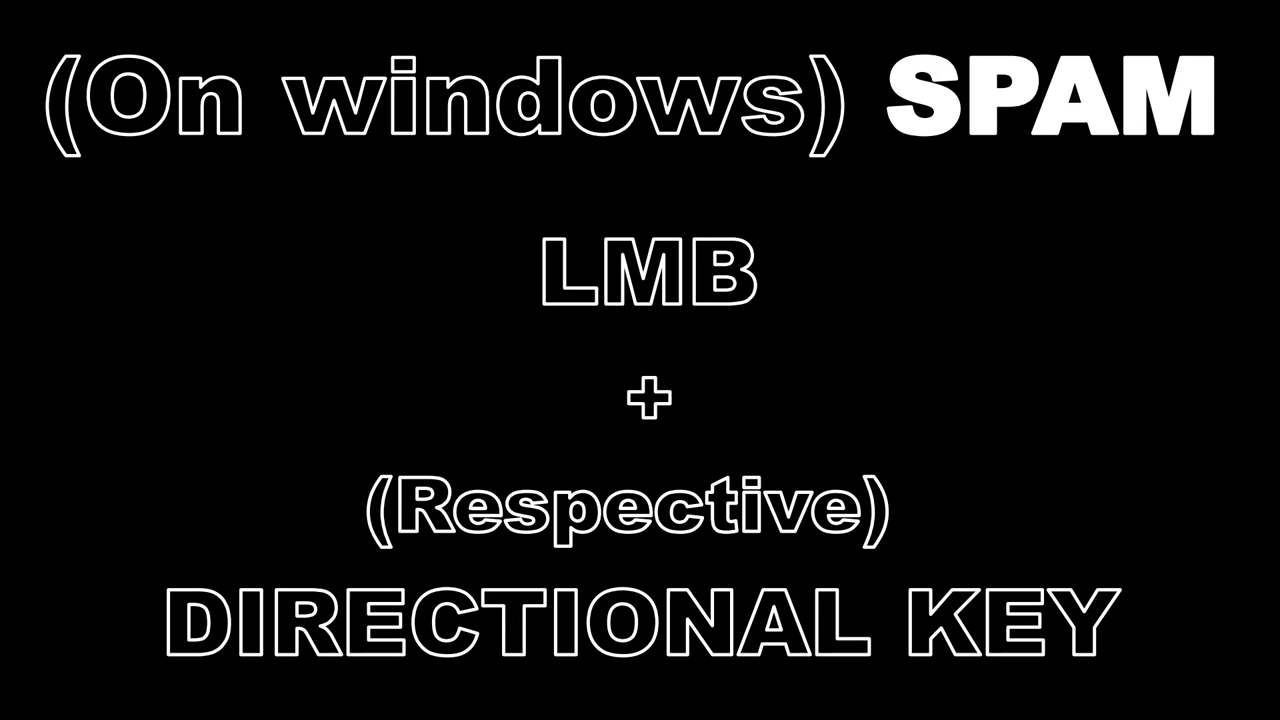 (On windows) SPAM
LMB
+
(Respective)
DIRECTIONAL KEY